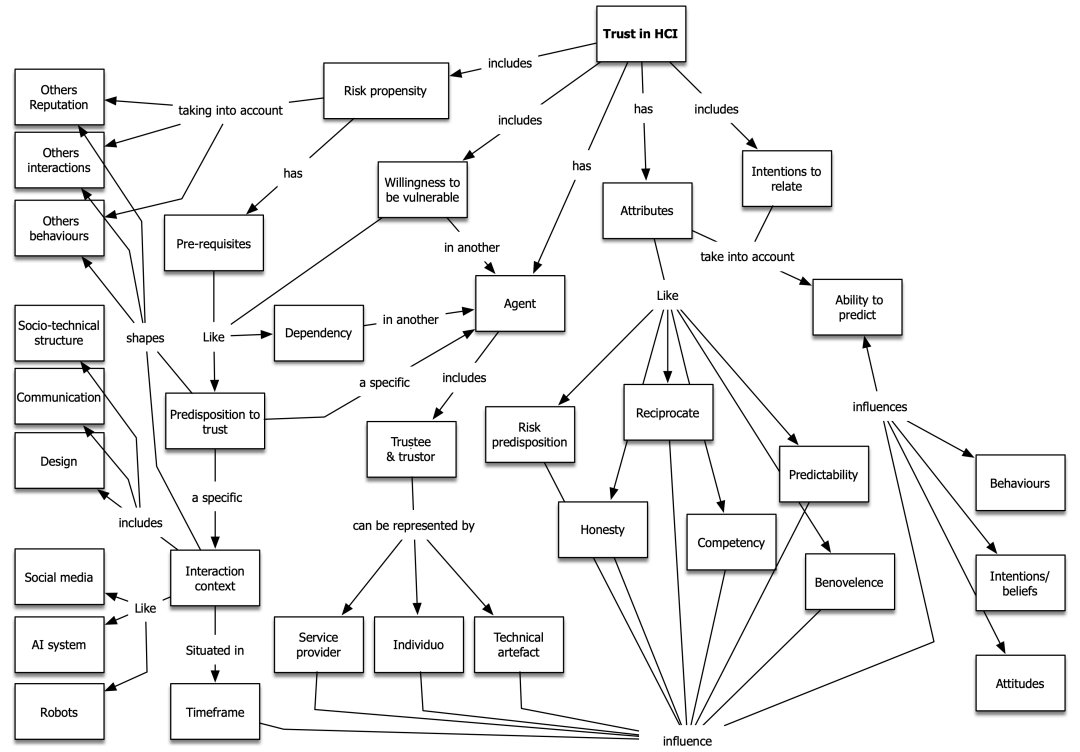 Trust in HCI
includes
Others
Reputation
Risk propensity
taking into account
has
includes
includes
Others
interactions
has
has
Willingness to
be vulnerable
Intentions to
relate
Others
behaviours
Attributes
Pre-requisites
in another
take into account
Like
Agent
Ability to
predict
Socio-technical
structure
shapes
Like
Dependency
in another
Communication
a specific
includes
Predisposition to
trust
Risk
predisposition
Reciprocate
influences
Trustee
& trustor
Design
Predictability
Behaviours
a specific
includes
can be represented by
Honesty
Competency
Social media
Interaction
context
Benovelence
Intentions/
beliefs
Like
AI system
Situated in
Service
provider
Individuo
Technical
artefact
Attitudes
Robots
Timeframe
influence